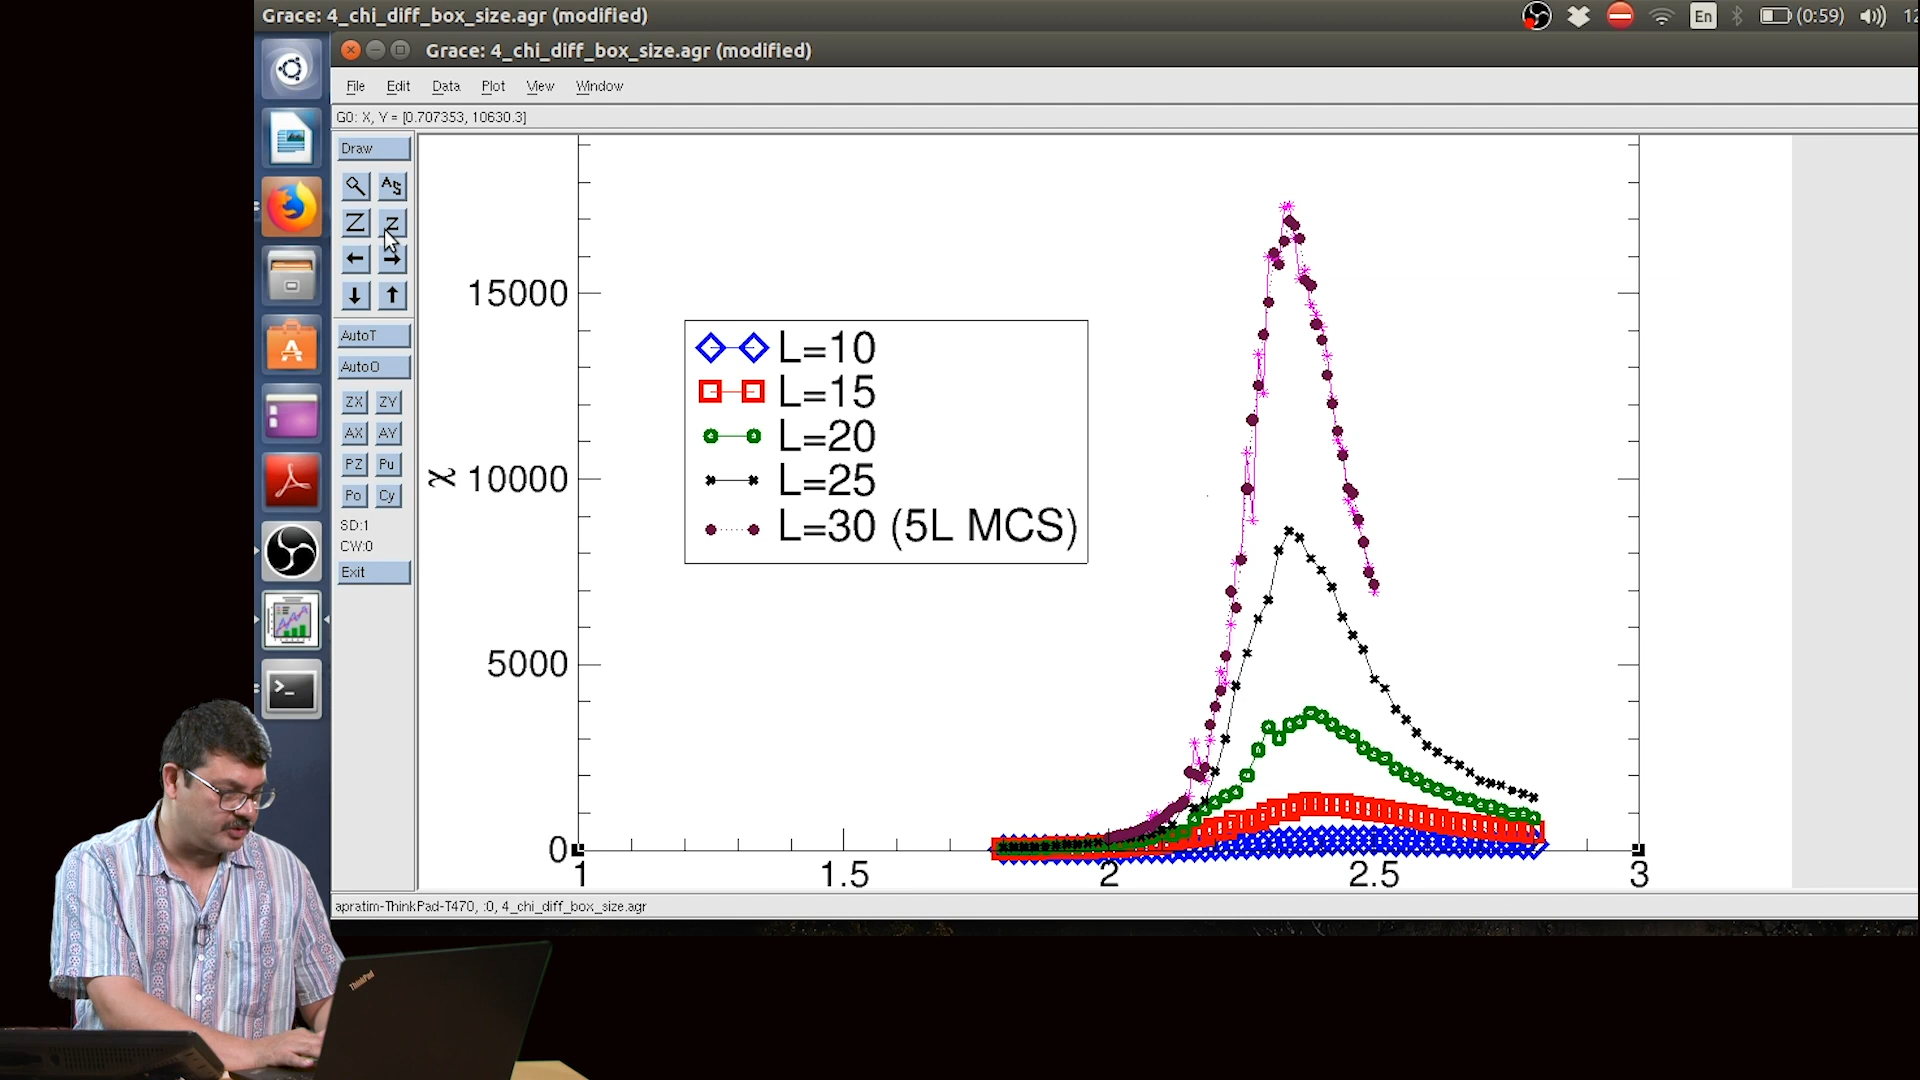 Grace: 4_chi_diff_box_size.agr (modified)
En
(0:59)
12
Grace: 4_chi_diff_box_size.agr (modified)
File Edit Data Plot View Window
G0: X, Y = [0.707353, 10630.3]
Draw
A
S
Z
z
AutoT
AutoO
ZX ZY
AX AY
PZ Pu
Po Cy
SD:1
CW:0
Exit
15000
χ 10000
5000
0
1 1.5 2 2.5 3
L=10
L=15
L=20
L=25
L=30 (5L MCS)
apratim-ThinkPad-T470, :0, 4_chi_diff_box_size.agr
ThinkPad